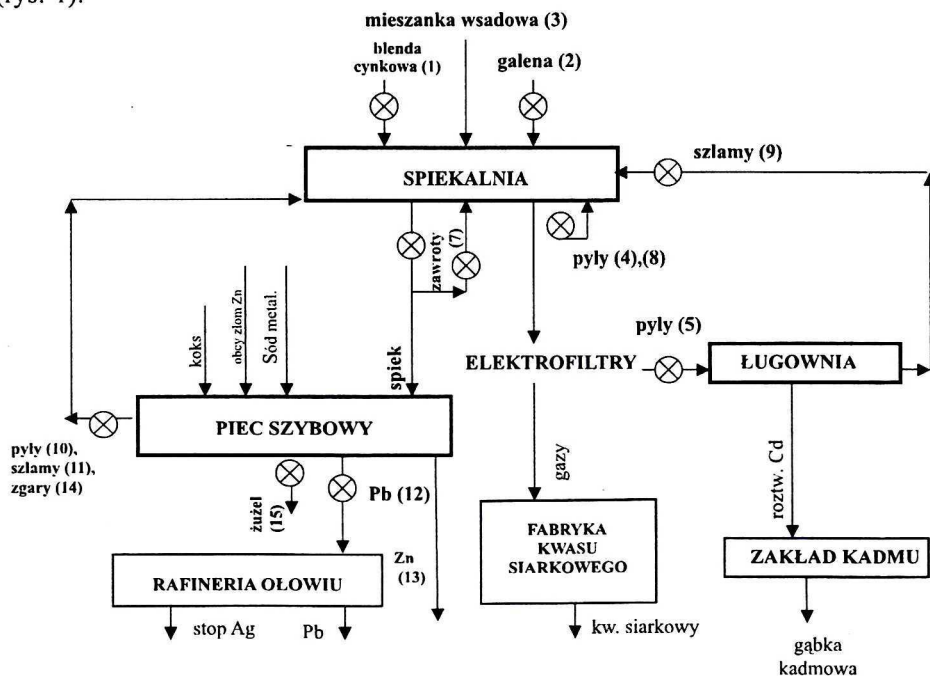 (rys. 1).
mieszanka wsadowa (3)
blenda
cynkowa (1)
galena (2)
szlamy (9)
SPIEKALNIA
zawroty
(7)
pyły (4),(8)
koks
obcy złom Zn
Sód metal.
spiek
ELEKTROFILTRY
pyły (5)
ŁUGOWNIA
PIEC SZYBOWY
pyły (10),
szlamy (11),
zgary (14)
żużel
(15)
Pb (12)
Zn
(13)
gazy
roztw. Cd
RAFINERIA OŁOWIU
FABRYKA
KWASU
SIARKOWEGO
ZAKŁAD KADMU
stop Ag
Pb
kw. siarkowy
gąbka
kadmowa